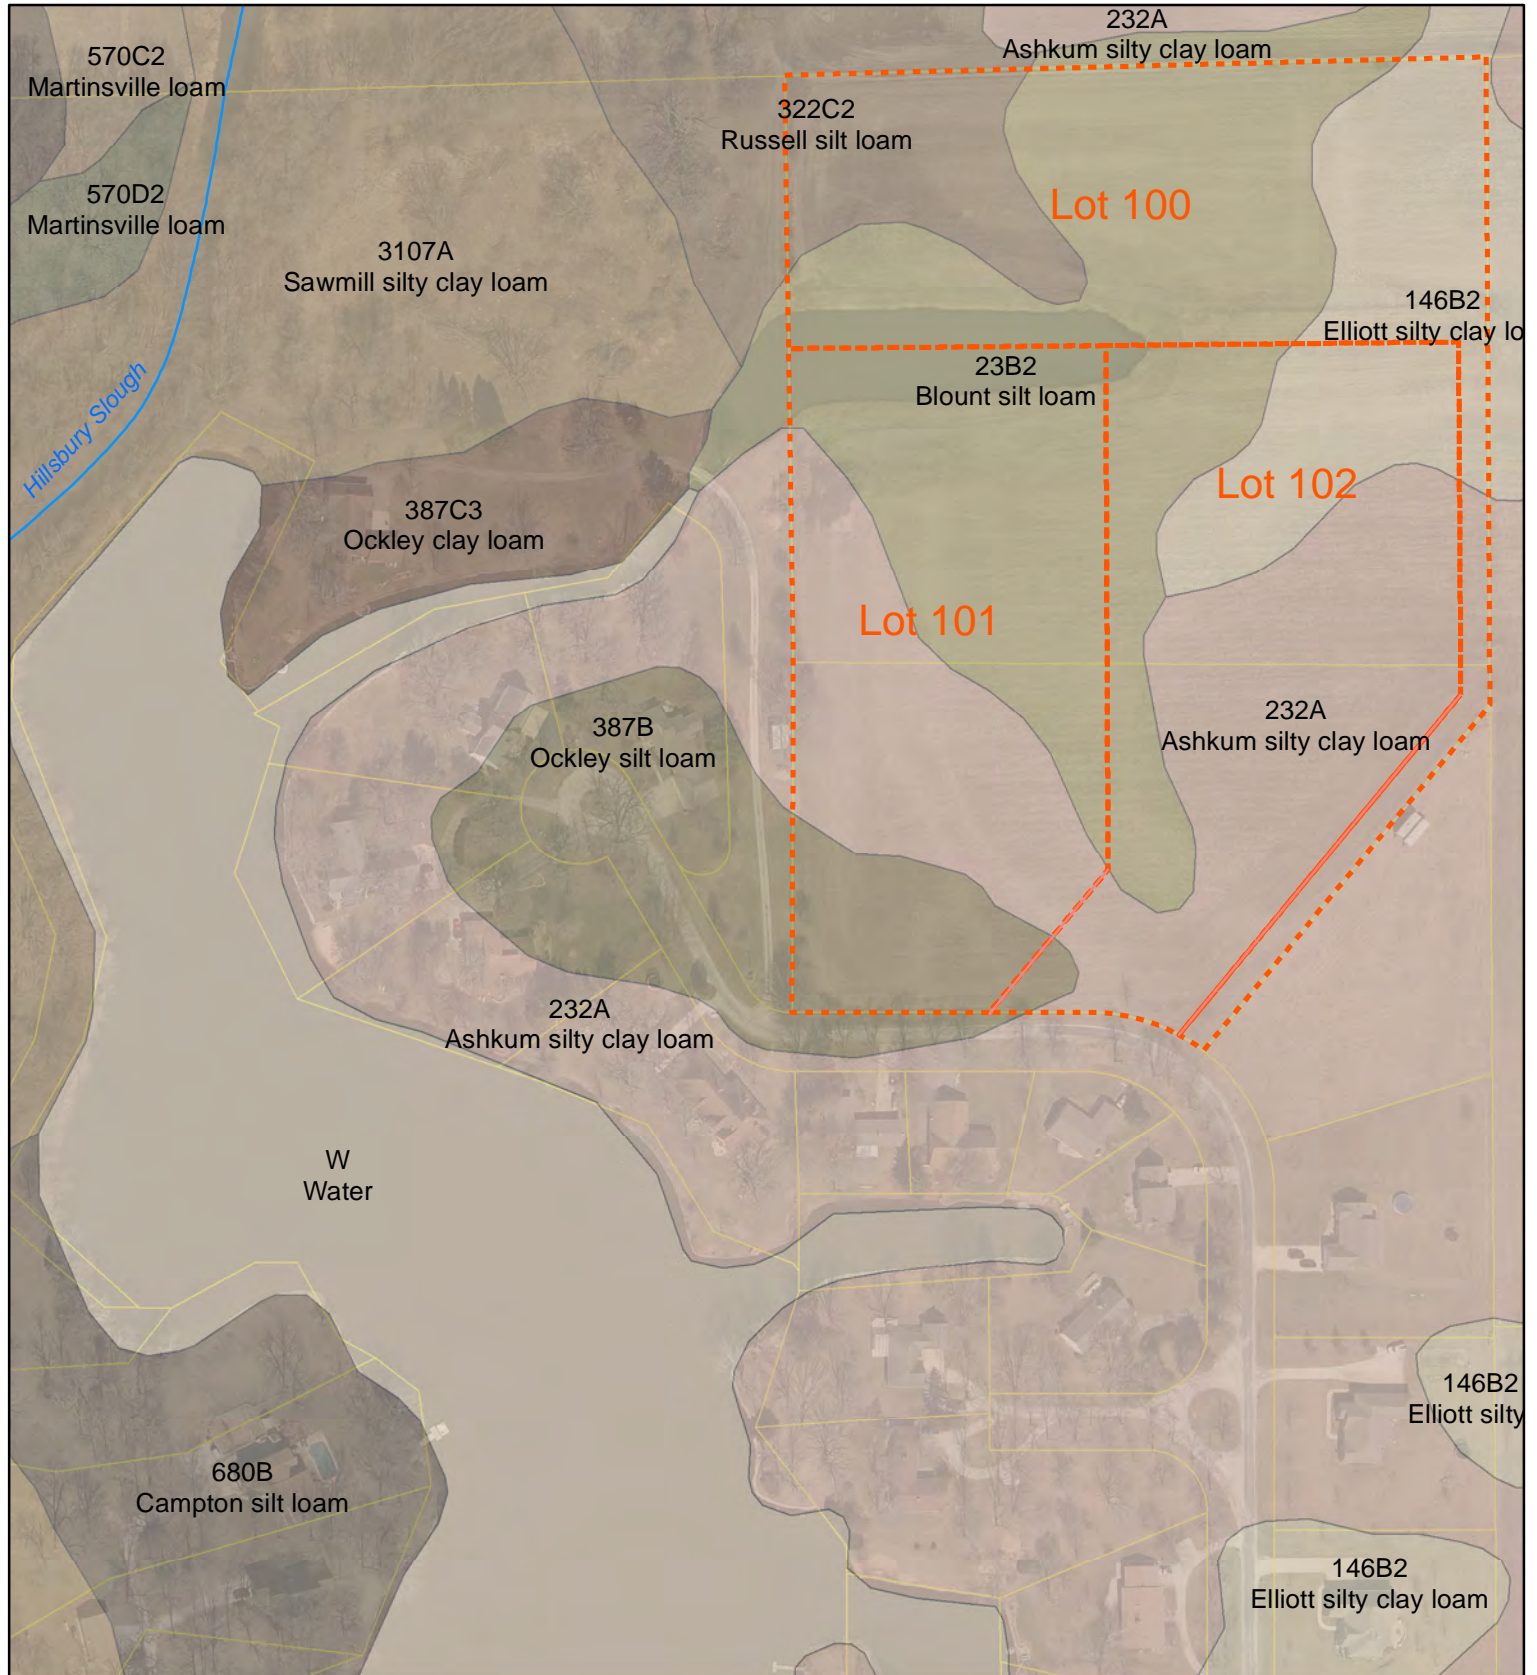 232A
Ashkum silty clay loam
570C2
Martinsville loam
322C2
Russell silt loam
570D2
Martinsville loam
Lot 100
3107A
Sawmill silty clay loam
146B2
Elliott silty clay lo
23B2
Blount silt loam
Hillsbury Slough
Lot 102
387C3
Ockley clay loam
Lot 101
387B
Ockley silt loam
232A
Ashkum silty clay loam
232A
Ashkum silty clay loam
W
Water
146B2
Elliott silty
680B
Campton silt loam
146B2
Elliott silty clay loam